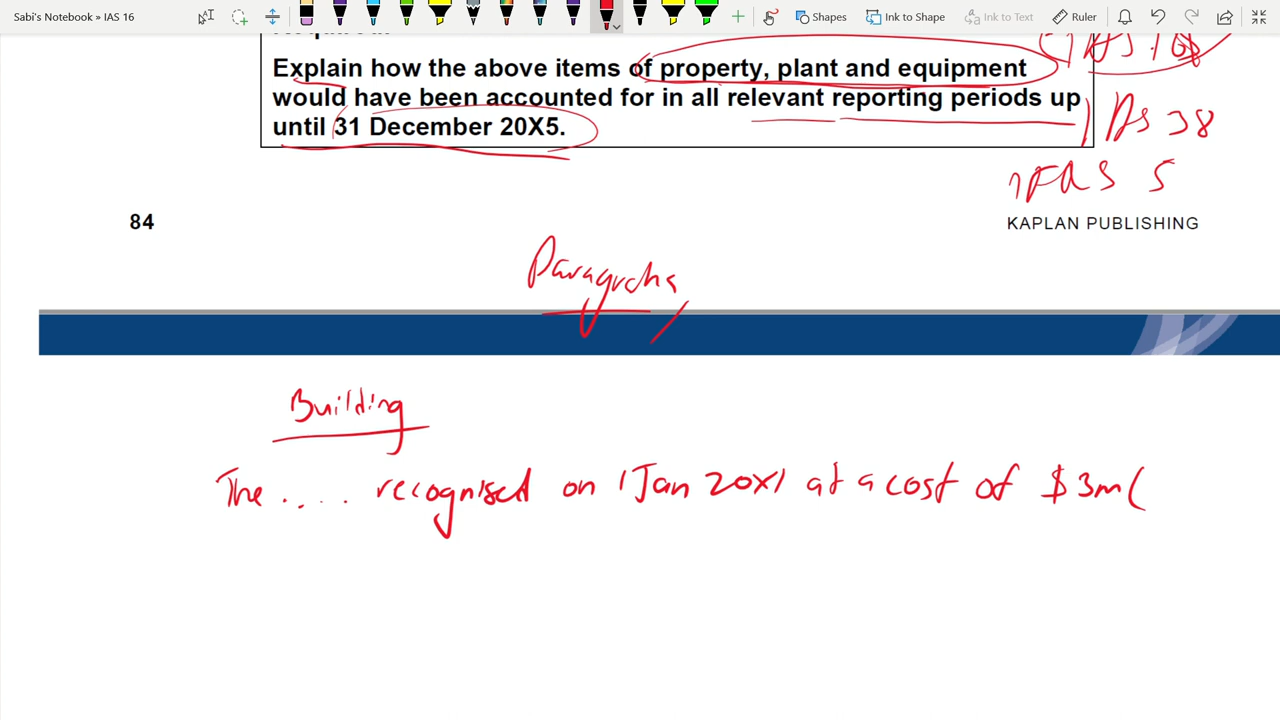 Sabi's Notebook » IAS 16
Shapes
Ink to Shape
Ink to Text
Ruler
Explain how the above items of property, plant and equipment
would have been accounted for in all relevant reporting periods up
until 31 December 20X5.
IAS 38
IFRS 5
84
KAPLAN PUBLISHING
Building
The .... recognised on 1 Jan 20X1 at a cost of $3m (